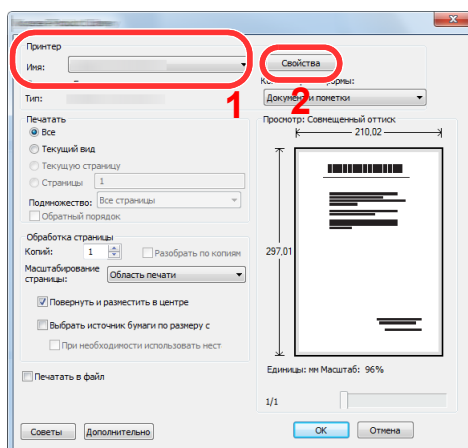 Принтер
Имя:
1
Свойства
2
Тип:
Документ и пометки
Печатать
Все
Текущий вид
Текущую страницу
Страницы 1
Подмножество: Все страницы
Обратный порядок
Просмотр: Совмещенный оттиск
210,02
297,01
Обработка страницы
Копий: 1 Разобрать по копиям
Масштабирование
страницы: Область печати
Повернуть и разместить в центре
Выбрать источник бумаги по размеру с
При необходимости использовать нест
Печатать в файл
Единицы: мм Масштаб: 96%
1/1
Советы Дополнительно
OK Отмена